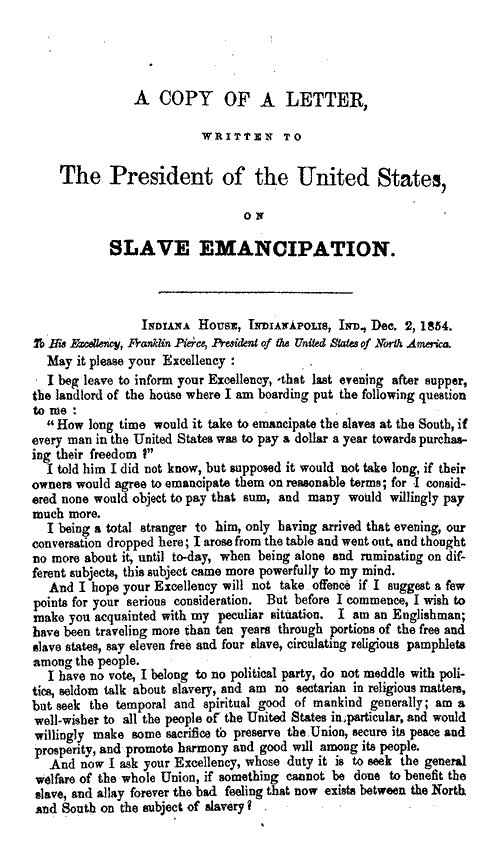 A COPY OF A LETTER,
WRITTEN TO
The President of the United States,
ON
SLAVE EMANCIPATION.
INDIANA HOUSE, INDIANAPOLIS, IND., Dec. 2, 1854.
To His Excellency, Franklin Pierce, President of the United States of North America.
May it please your Excellency :
I beg leave to inform your Excellency, that last evening after supper,
the landlord of the house where I am boarding put the following question
to me :
"How long time would it take to emancipate the slaves at the South, if
every man in the United States was to pay a dollar a year towards purchas-
ing their freedom ?"
I told him I did not know, but supposed it would not take long, if their
owners would agree to emancipate them on reasonable terms; for I consid-
ered none would object to pay that sum, and many would willingly pay
much more.
I being a total stranger to him, only having arrived that evening, our
conversation dropped here; I arose from the table and went out, and thought
no more about it, until to-day, when being alone and ruminating on dif-
ferent subjects, this subject came more powerfully to my mind.
And I hope your Excellency will not take offence if I suggest a few
points for your serious consideration. But before I commence, I wish to
make you acquainted with my peculiar situation. I am an Englishman;
have been traveling more than ten years through portions of the free and
slave states, say eleven free and four slave, circulating religious pamphlets
among the people.
I have no vote, I belong to no political party, do not meddle with poli-
tics, seldom talk about slavery, and am no sectarian in religious matters,
but seek the temporal and spiritual good of mankind generally; am a
well-wisher to all the people of the United States in particular, and would
willingly make some sacrifice to preserve the Union, secure its peace and
prosperity, and promote harmony and good will among its people.
And now I ask your Excellency, whose duty it is to seek the general
welfare of the whole Union, if something cannot be done to benefit the
slave, and allay forever the bad feeling that now exists between the North
and South on the subject of slavery?